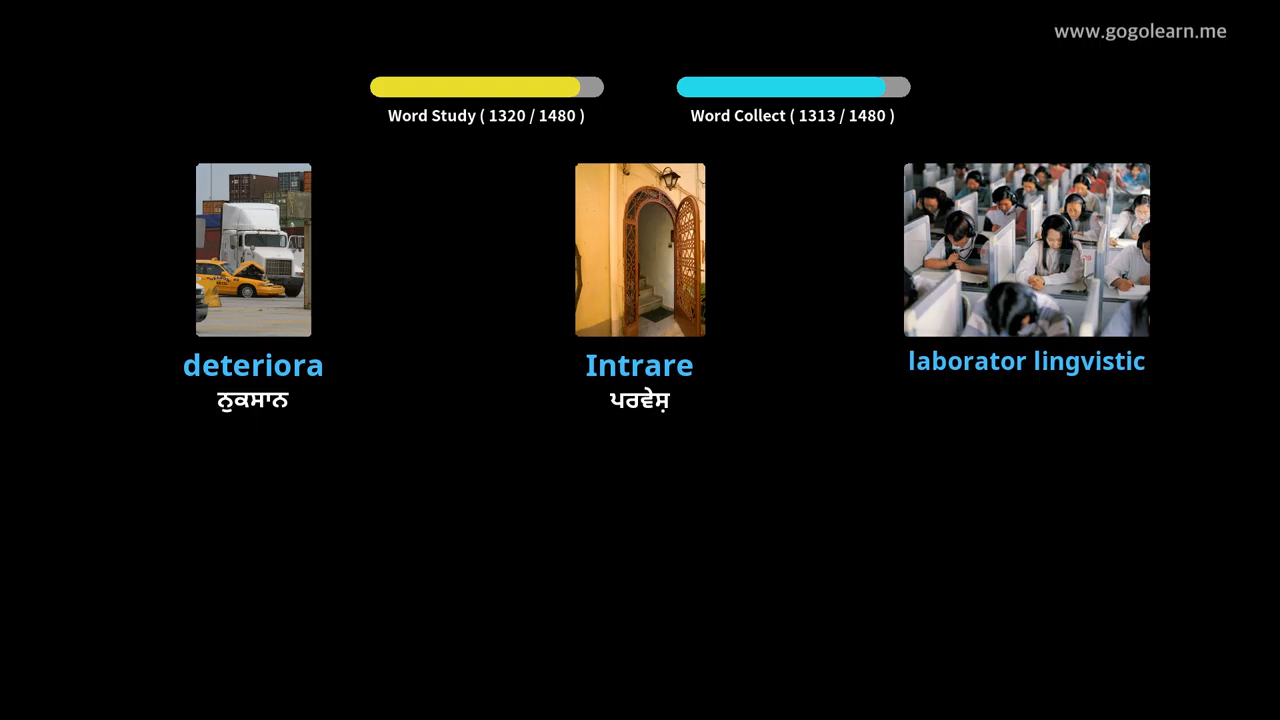 www.gogolearn.me
Word Study ( 1320 / 1480 )
Word Collect ( 1313 / 1480 )
deteriora
ਨੁਕਸਾਨ
Intrare
ਪਰਵੇਸ਼
laborator lingvistic